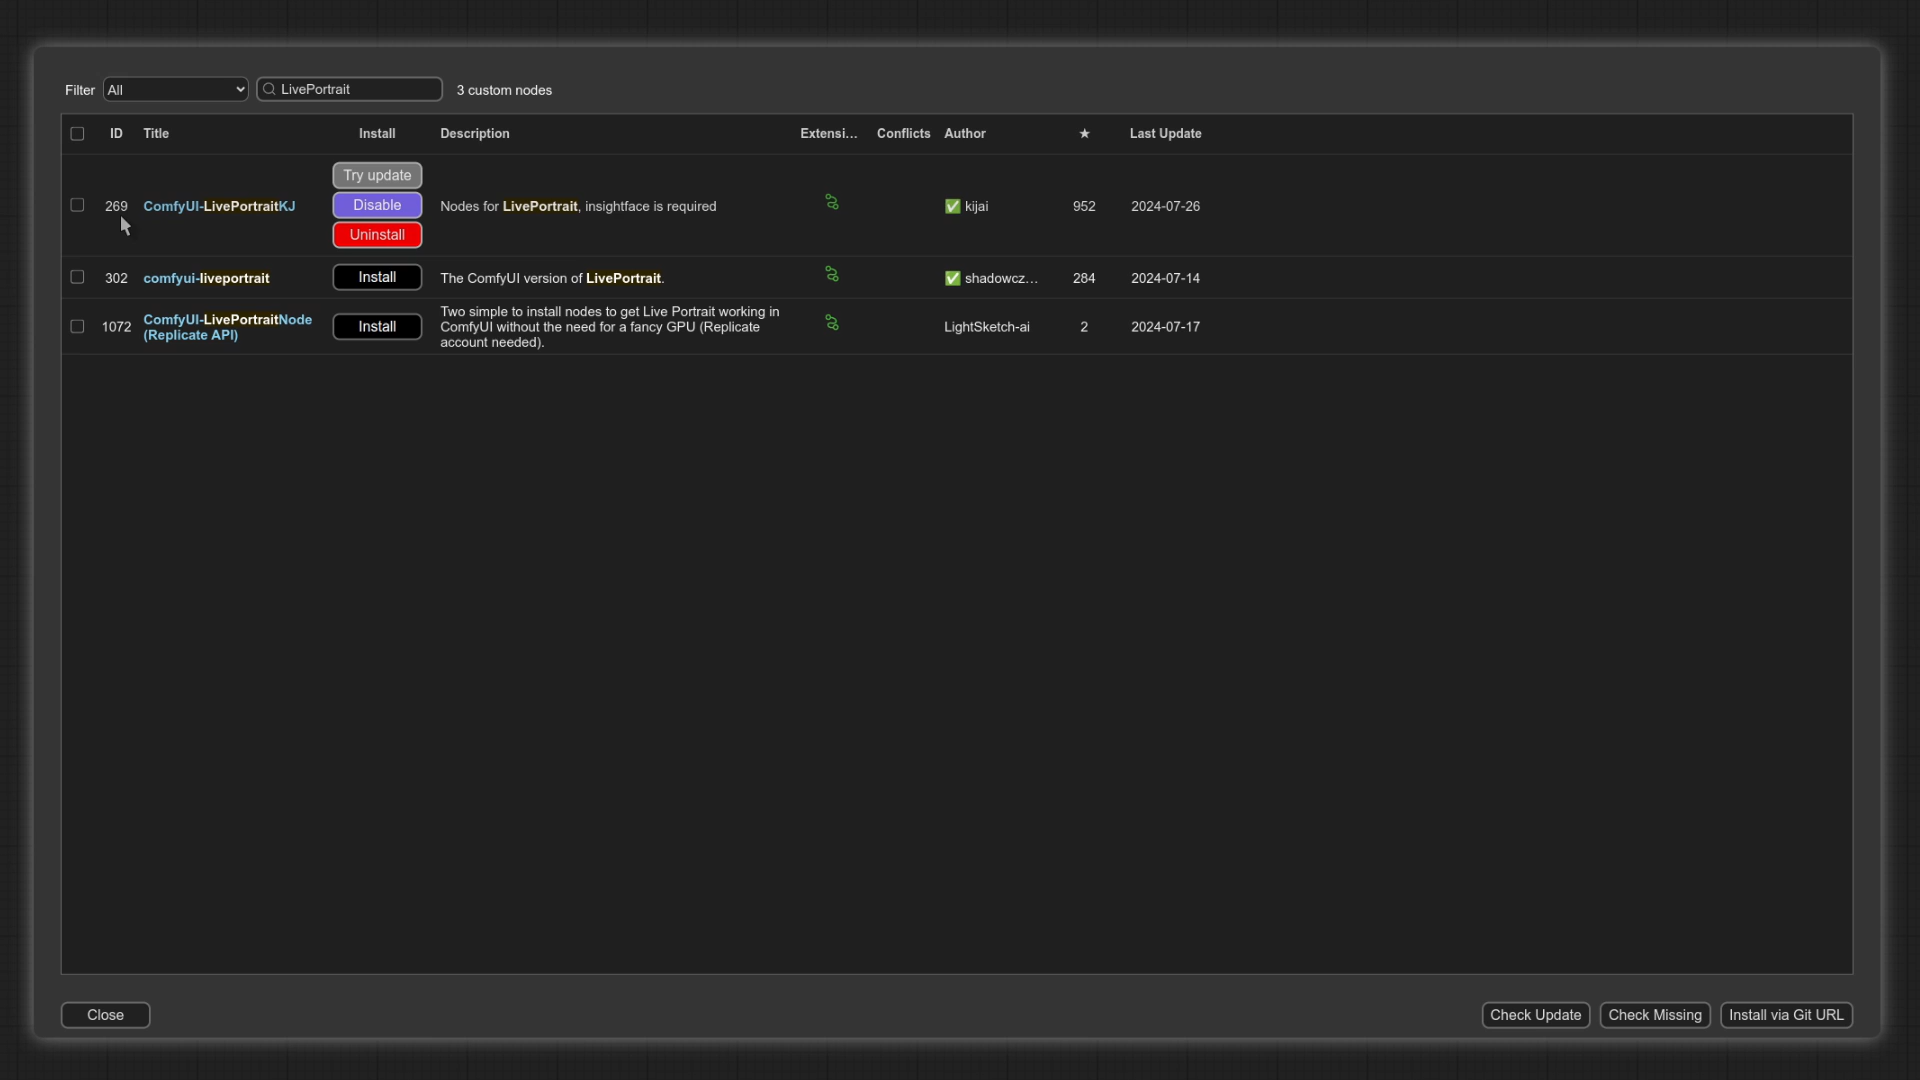 Filter All LivePortrait 3 custom nodes
ID Title Install Description Extensi... Conflicts Author ★ Last Update
Try update
269 ComfyUI-LivePortraitKJ Disable Nodes for LivePortrait, insightface is required ✅ kijai 952 2024-07-26
Uninstall
302 comfyui-liveportrait Install The ComfyUI version of LivePortrait. ✅ shadowcz... 284 2024-07-14
Two simple to install nodes to get Live Portrait working in
ComfyUI-LivePortraitNode
1072 Install ComfyUI without the need for a fancy GPU (Replicate LightSketch-ai 2 2024-07-17
(Replicate API)
account needed).
Close Check Update Check Missing Install via Git URL